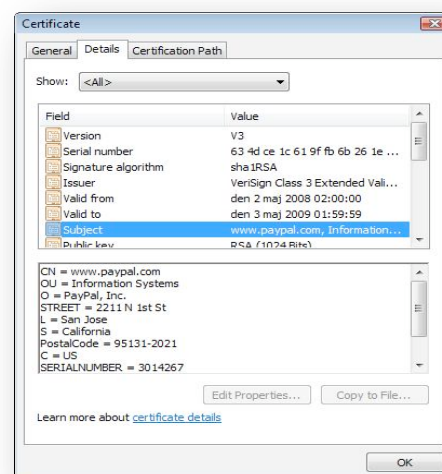 Certificate
General Details Certification Path
Show: <All>
Field Value
Version V3
Serial number 63 4d ce 1c 61 9f fb 6b 26 1e ...
Signature algorithm sha1RSA
Issuer VeriSign Class 3 Extended Vali...
Valid from den 2 maj 2008 02:00:00
Valid to den 3 maj 2009 01:59:59
Subject www.paypal.com, Information...
Public key RSA (1024 Bits)
CN = www.paypal.com
OU = Information Systems
O = PayPal, Inc.
STREET = 2211 N 1st St
L = San Jose
S = California
PostalCode = 95131-2021
C = US
SERIALNUMBER = 3014267
Edit Properties... Copy to File...
Learn more about certificate details
OK